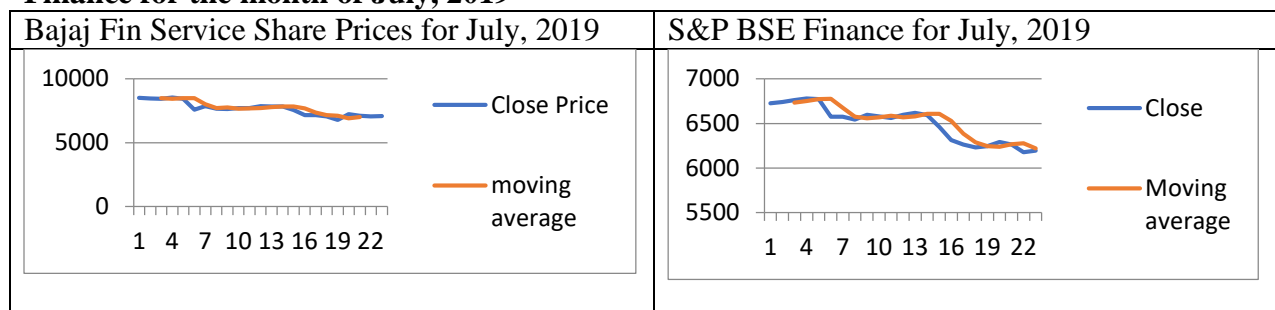 Finance for the month of July, 2019
Bajaj Fin Service Share Prices for July, 2019
10000
5000
0
1 4 7 10 13 16 19 22
Close Price
moving
average
S&P BSE Finance for July, 2019
7000
6500
6000
5500
1 4 7 10 13 16 19 22
Close
Moving
average